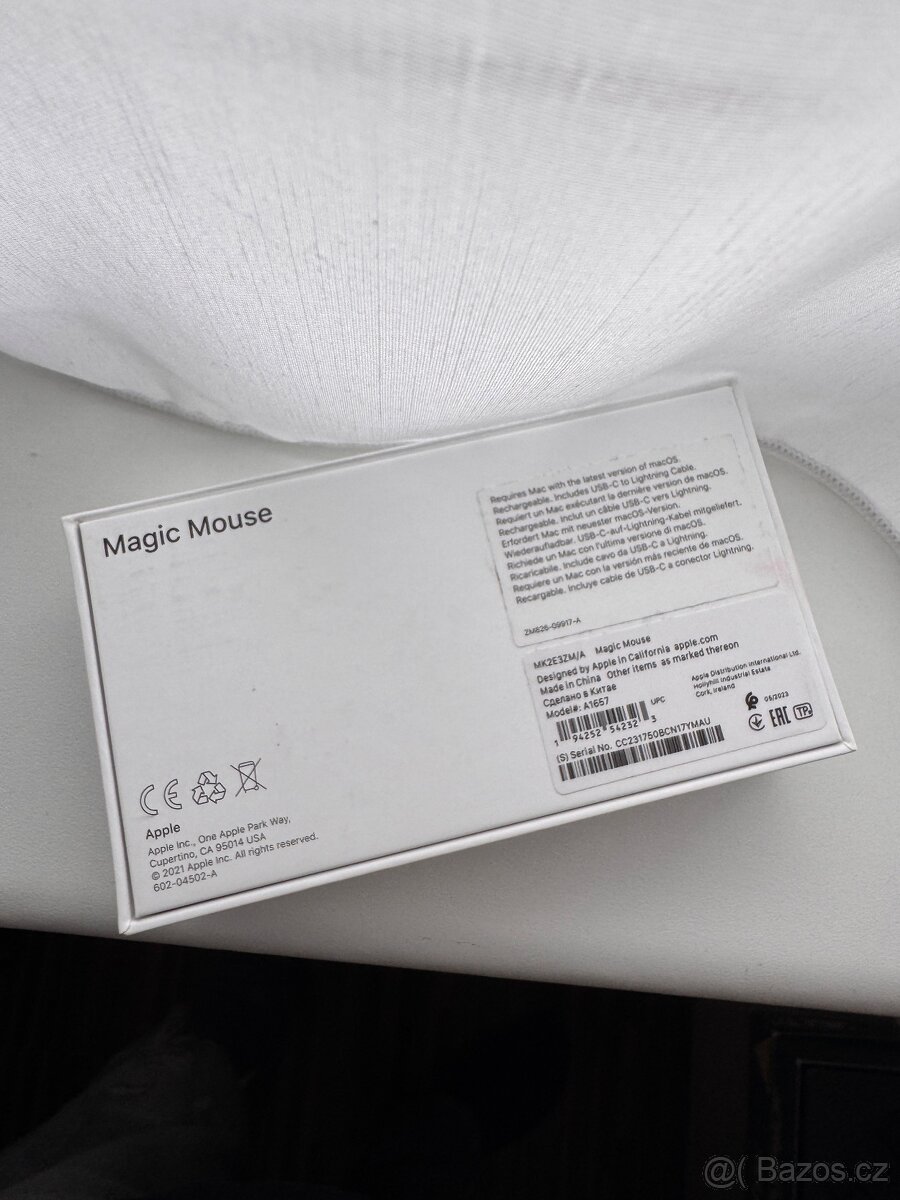 Magic Mouse
Requires Mac with the latest version of macOS.
Rechargeable. Includes USB-C to Lightning Cable.
Requiert un Mac exécutant la dernière version de macOS.
Rechargeable. Inclut un câble USB-C vers Lightning.
Erfordert Mac mit neuester macOS-Version.
Wiederaufladbar. USB-C-auf-Lightning-Kabel mitgeliefert.
Richiede un Mac con l'ultima versione di macOS.
Ricaricabile. Include cavo da USB-C a Lightning.
Requiere un Mac con la versión más reciente de macOS.
Recargable. Incluye cable de USB-C a conector Lightning.
ZM826-09917-A
MK2E3ZM/A Magic Mouse
Designed by Apple in California apple.com
Made in China Other items as marked thereon
Сделано в Китае
Model#: A1657
Apple Distribution International Ltd.
Hollyhill Industrial Estate
Cork, Ireland
UPC
1 94252 54232 3
05/2023
EAC TP
(S) Serial No. CC231750BCN17YMAU
CE
Apple
Apple Inc., One Apple Park Way,
Cupertino, CA 95014 USA
© 2021 Apple Inc. All rights reserved.
602-04502-A
@( Bazos.cz